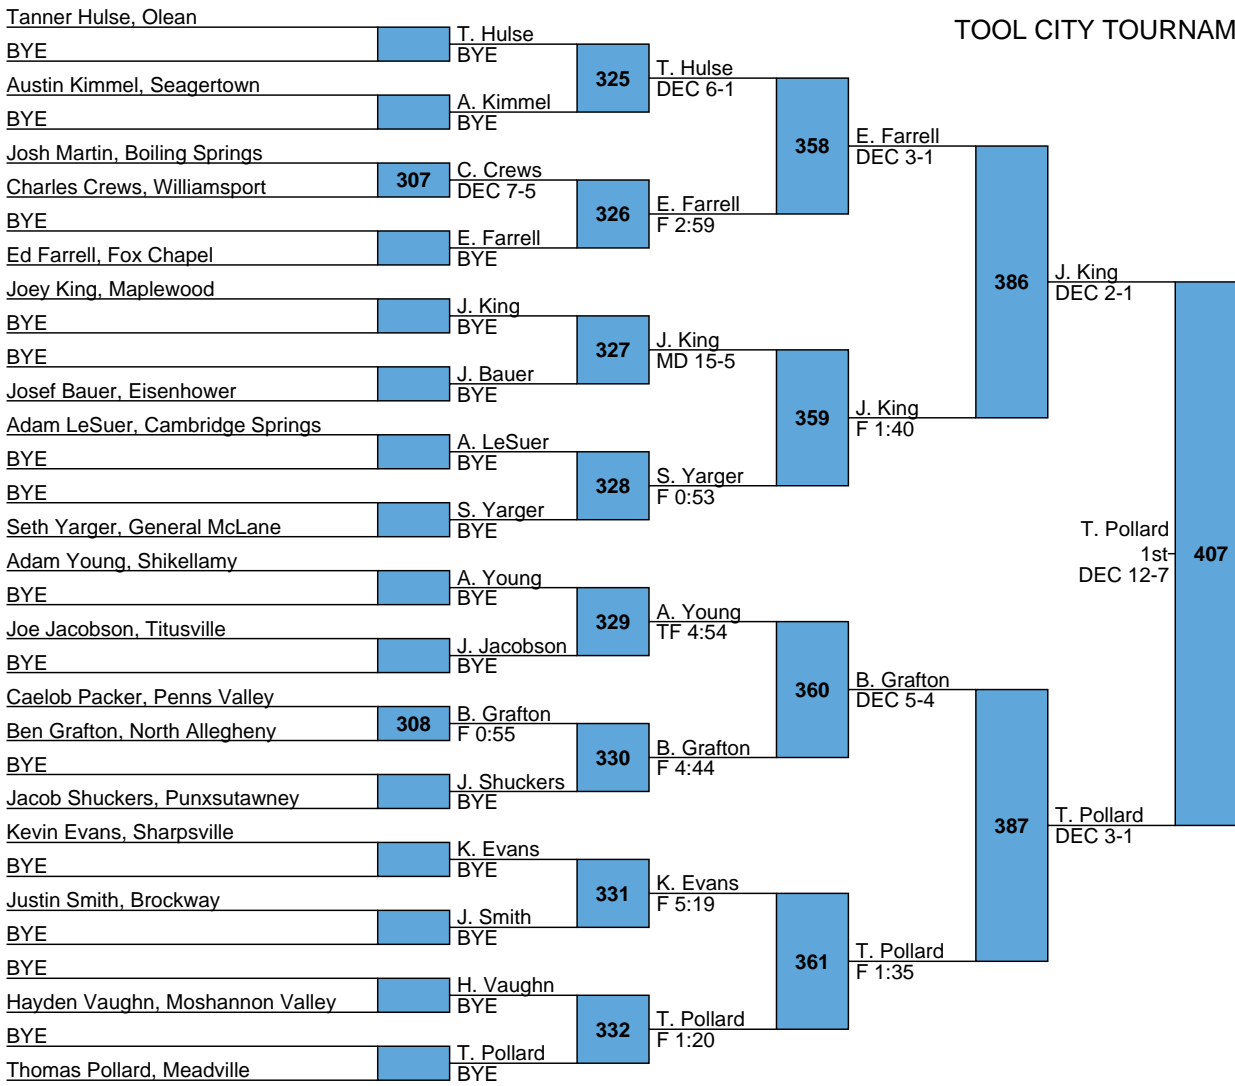 TOOL CITY TOURNAM
Tanner Hulse, Olean
BYE
Austin Kimmel, Seagertown
BYE
Josh Martin, Boiling Springs
Charles Crews, Williamsport
BYE
Ed Farrell, Fox Chapel
Joey King, Maplewood
BYE
BYE
Josef Bauer, Eisenhower
Adam LeSuer, Cambridge Springs
BYE
BYE
Seth Yarger, General McLane
Adam Young, Shikellamy
BYE
Joe Jacobson, Titusville
BYE
Caelob Packer, Penns Valley
Ben Grafton, North Allegheny
BYE
Jacob Shuckers, Punxsutawney
Kevin Evans, Sharpsville
BYE
Justin Smith, Brockway
BYE
BYE
Hayden Vaughn, Moshannon Valley
BYE
Thomas Pollard, Meadville
307
308
T. Hulse
BYE
A. Kimmel
BYE
C. Crews
DEC 7-5
E. Farrell
BYE
J. King
BYE
J. Bauer
BYE
A. LeSuer
BYE
S. Yarger
BYE
A. Young
BYE
J. Jacobson
BYE
B. Grafton
F 0:55
J. Shuckers
BYE
K. Evans
BYE
J. Smith
BYE
H. Vaughn
BYE
T. Pollard
BYE
325
326
327
328
329
330
331
332
T. Hulse
DEC 6-1
E. Farrell
F 2:59
J. King
MD 15-5
S. Yarger
F 0:53
A. Young
TF 4:54
B. Grafton
F 4:44
K. Evans
F 5:19
T. Pollard
F 1:20
358
359
360
361
E. Farrell
DEC 3-1
J. King
F 1:40
B. Grafton
DEC 5-4
T. Pollard
F 1:35
386
387
J. King
DEC 2-1
T. Pollard
DEC 3-1
T. Pollard
1st
DEC 12-7
407